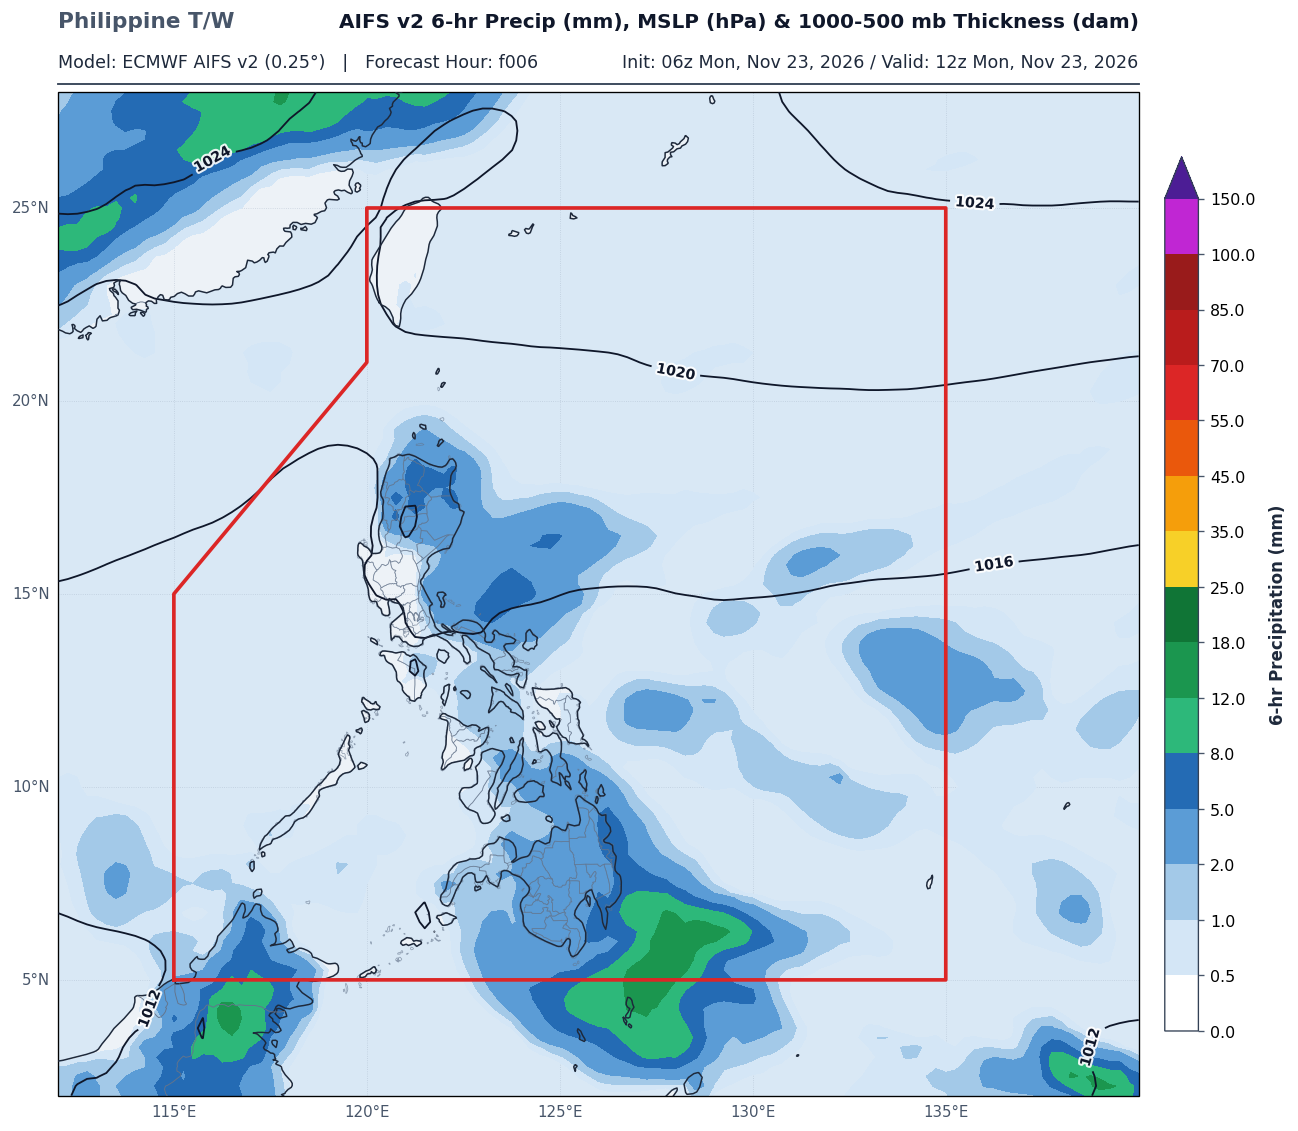 Philippine T/W
AIFS v2 6-hr Precip (mm), MSLP (hPa) & 1000-500 mb Thickness (dam)
Model: ECMWF AIFS v2 (0.25°)   |   Forecast Hour: f006
Init: 06z Mon, Nov 23, 2026 / Valid: 12z Mon, Nov 23, 2026
1024
1024
1020
1016
1012
1012
25°N
20°N
15°N
10°N
5°N
115°E
120°E
125°E
130°E
135°E
150.0
100.0
85.0
70.0
55.0
45.0
35.0
25.0
18.0
12.0
8.0
5.0
2.0
1.0
0.5
0.0
6-hr Precipitation (mm)